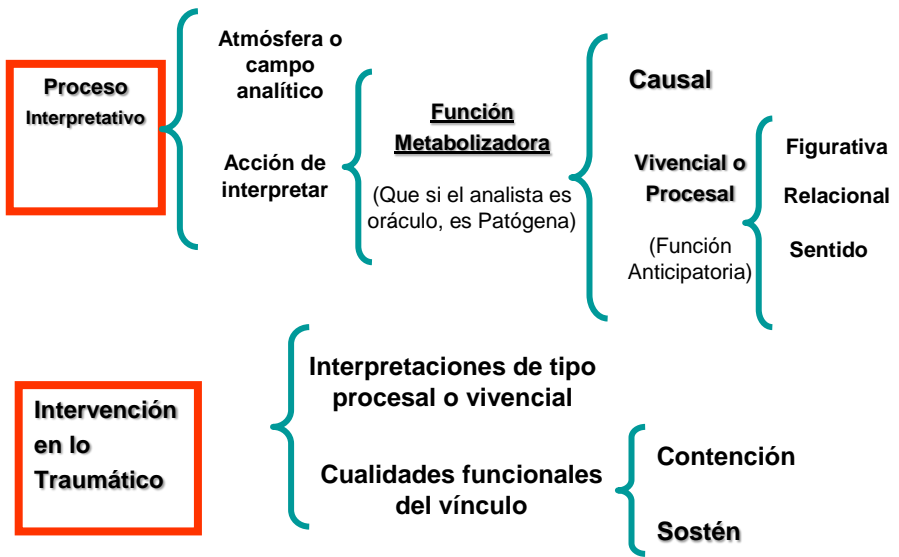 Proceso
Interpretativo
Atmósfera o
campo
analítico
Acción de
interpretar
Función
Metabolizadora
(Que si el analista es
oráculo, es Patógena)
Causal
Vivencial o
Procesal
(Función
Anticipatoria)
Figurativa
Relacional
Sentido
Intervención
en lo
Traumático
Interpretaciones de tipo
procesal o vivencial
Cualidades funcionales
del vínculo
Contención
Sostén